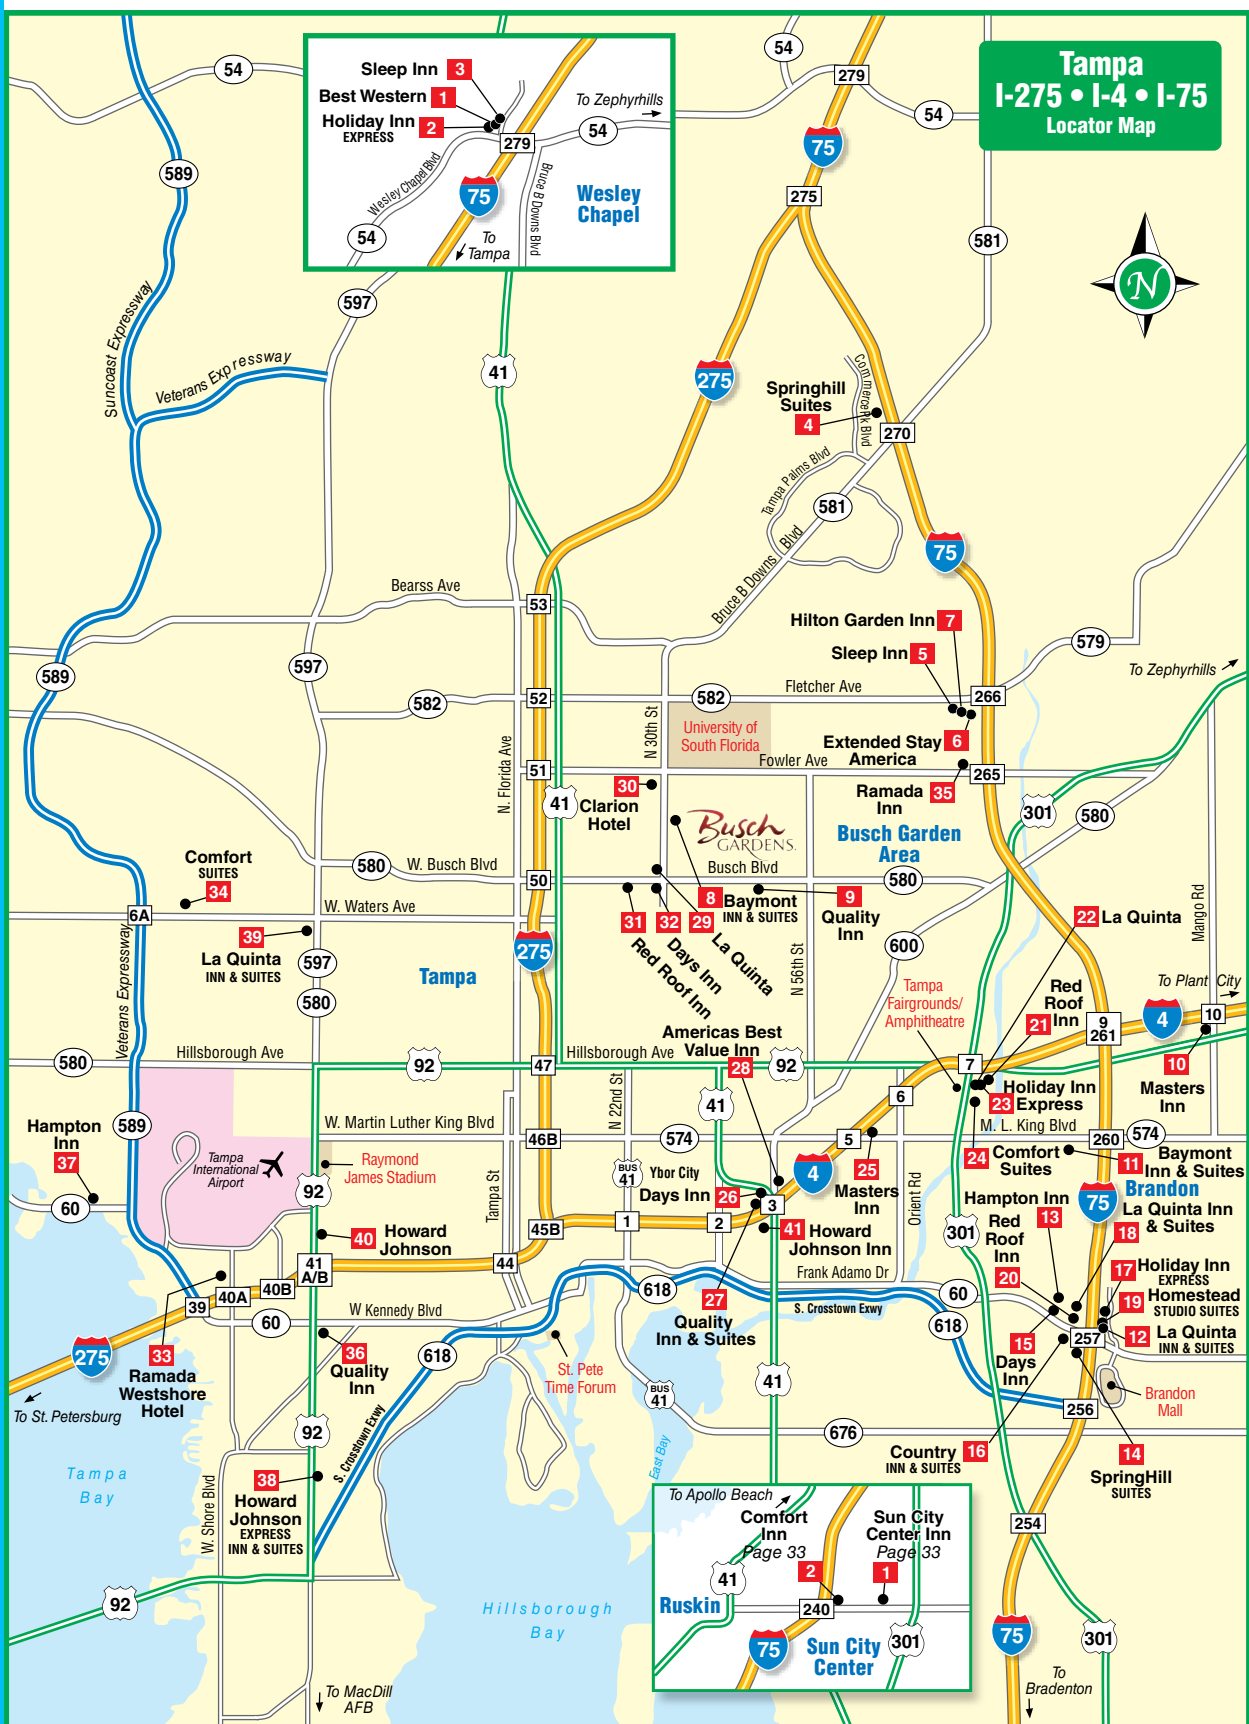 Tampa
I-275 • I-4 • I-75
Locator Map
54
54
279
54
75
275
Sleep Inn 3
Best Western 1
Holiday Inn 2
EXPRESS
To Zephyrhills
54
279
Wesley Chapel Blvd
Bruce B Downs Blvd
75
Wesley
Chapel
54
To
Tampa
589
581
N
597
Suncoast Expressway
Veterans Expressway
41
275
Springhill
Suites
4
Commerce Pk Blvd
270
Tampa Palms Blvd
581
Bruce B Downs Blvd
75
Bearss Ave
53
Hilton Garden Inn 7
Sleep Inn 5
579
To Zephyrhills
589
597
582
52
582
Fletcher Ave
266
N 30th St
University of
South Florida
Extended Stay 6
America
Fowler Ave
N. Florida Ave
51
265
30
Clarion
Hotel
41
Ramada 35
Inn
301
580
Busch
GARDENS.
Busch Garden
Area
Comfort
SUITES
34
580
W. Busch Blvd
50
Busch Blvd
580
8 Baymont
INN & SUITES
9
Quality
Inn
Mango Rd
6A
W. Waters Ave
31
32
29
Red Roof Inn
Days Inn
La Quinta
22 La Quinta
39
La Quinta
INN & SUITES
597
580
275
Tampa
600
N 56th St
Veterans Expressway
Tampa
Fairgrounds/
Amphitheatre
Red
Roof
Inn
21
To Plant City
9
261
4
10
10
Masters
Inn
580
Hillsborough Ave
92
47
Hillsborough Ave
Americas Best
Value Inn
28
92
7
6
23
Holiday Inn
Express
M. L. King Blvd
N 22nd St
41
589
Hampton
Inn
37
60
W. Martin Luther King Blvd
46B
574
5
260
574
24 Comfort
Suites
11 Baymont
Inn & Suites
Tampa
International
Airport
Raymond
James Stadium
92
BUS
41
Ybor City
Days Inn 26
4
25
Masters
Inn
Orient Rd
Hampton Inn
13
75
Brandon
La Quinta Inn
& Suites
18
Tampa St
1
2
3
45B
41 Howard
Johnson Inn
301
Red
Roof
Inn
20
17 Holiday Inn
EXPRESS
40 Howard
Johnson
41
A/B
44
Frank Adamo Dr
60
19 Homestead
STUDIO SUITES
39
40A
40B
618
27
Quality
Inn & Suites
S. Crosstown Exwy
618
15
Days
Inn
257
12 La Quinta
INN & SUITES
W Kennedy Blvd
60
275
33
Ramada
Westshore
Hotel
36
Quality
Inn
618
St. Pete
Time Forum
BUS
41
41
256
Brandon
Mall
To St. Petersburg
92
S. Crosstown Exwy
676
Country 16
INN & SUITES
14
SpringHill
SUITES
Tampa
Bay
W. Shore Blvd
38
Howard
Johnson
EXPRESS
INN & SUITES
East Bay
254
To Apollo Beach
Comfort
Inn
Page 33
2
Sun City
Center Inn
Page 33
1
41
Ruskin
240
75
Sun City
Center
301
92
Hillsborough
Bay
75
301
To MacDill
AFB
To
Bradenton